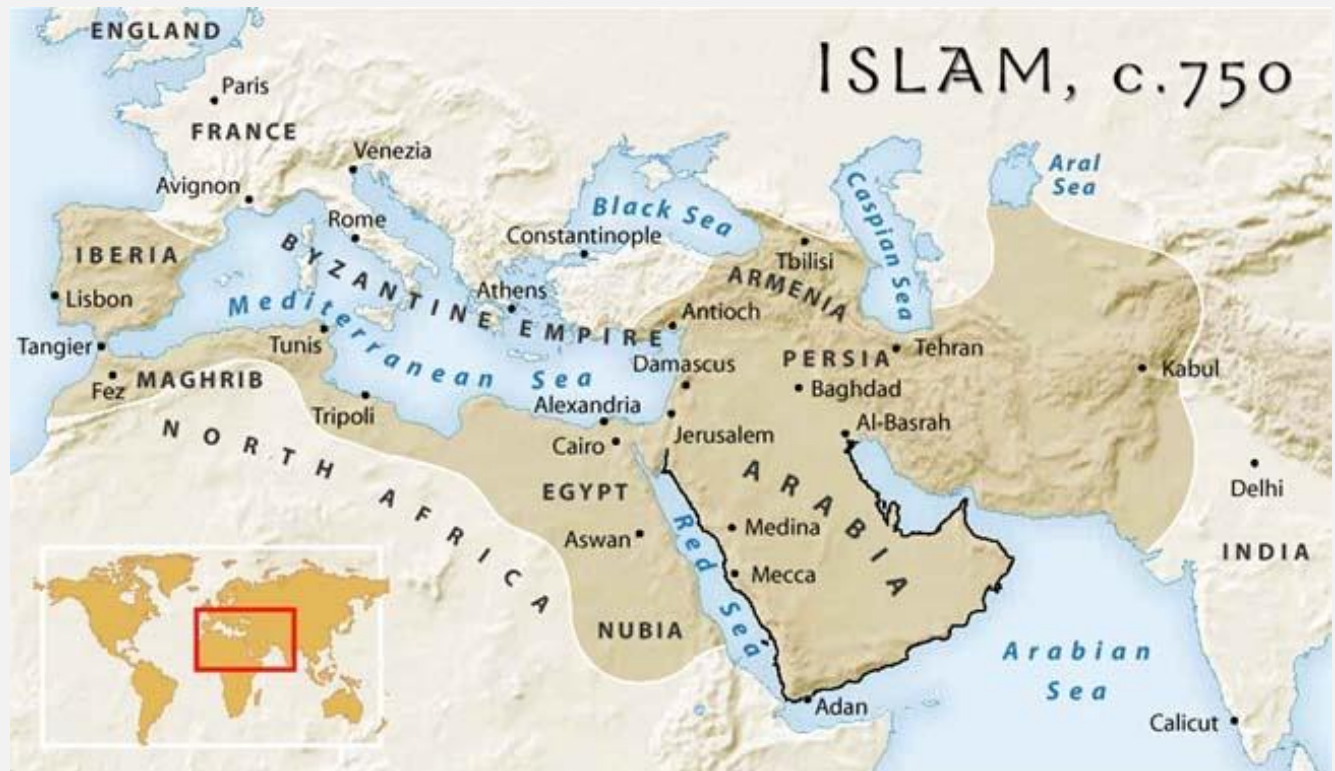 ENGLAND
ISLAM, c.750
Paris
FRANCE
Venezia
Avignon
Aral
Sea
Caspian Sea
Black Sea
Rome
Constantinople
IBERIA
BYZANTINE EMPIRE
Tbilisi
ARMENIA
Lisbon
Athens
Antioch
Mediterranean Sea
Tangier
Tunis
Damascus
PERSIA
Tehran
Kabul
Fez
MAGHRIB
Baghdad
Tripoli
Alexandria
Al-Basrah
Cairo
Jerusalem
NORTH AFRICA
ARABIA
EGYPT
Delhi
Red Sea
Medina
Aswan
INDIA
Mecca
NUBIA
Arabian
Sea
Adan
Calicut